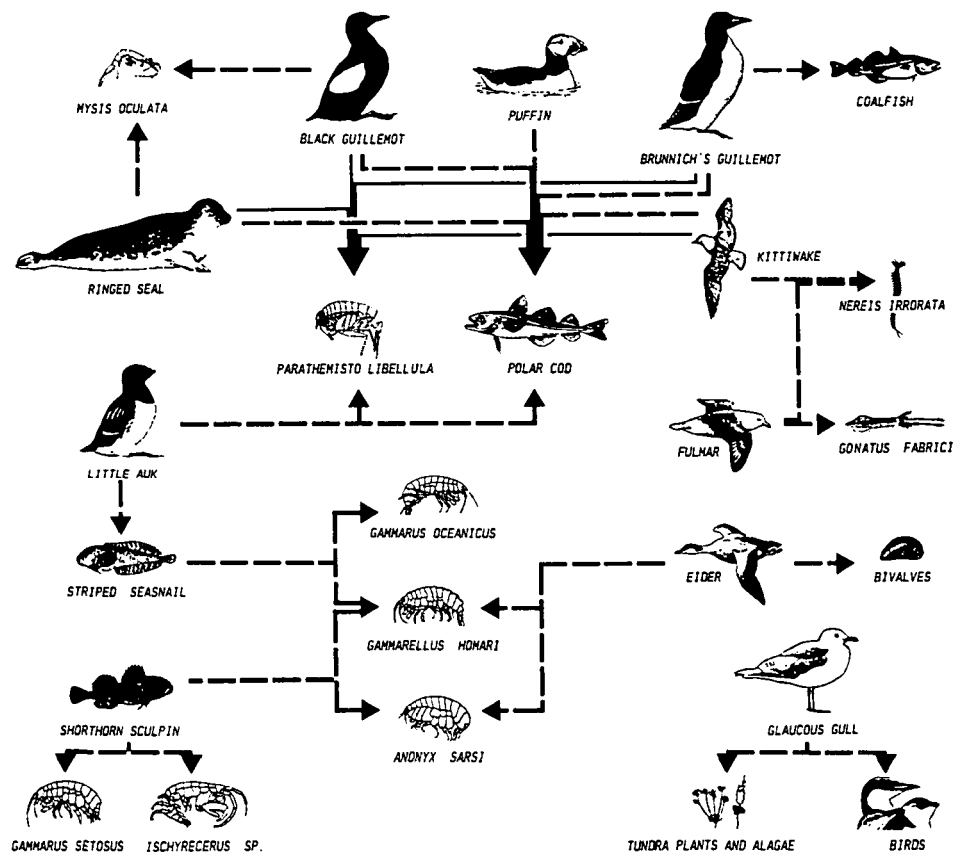 MYSIS OCULATA
BLACK GUILLEMOT
PUFFIN
BRUNNICH'S GUILLEMOT
COALFISH
RINGED SEAL
KITTIWAKE
NEREIS IRRORATA
PARATHEMISTO LIBELLULA
POLAR COD
LITTLE AUK
FULMAR
GONATUS FABRICI
GAMMARUS OCEANICUS
STRIPED SEASNAIL
EIDER
BIVALVES
GAMMARELLUS HOMARI
SHORTHORN SCULPIN
ANONYX SARSI
GLAUCOUS GULL
GAMMARUS SETOSUS
ISCHYRECERUS SP.
TUNDRA PLANTS AND ALAGAE
BIRDS